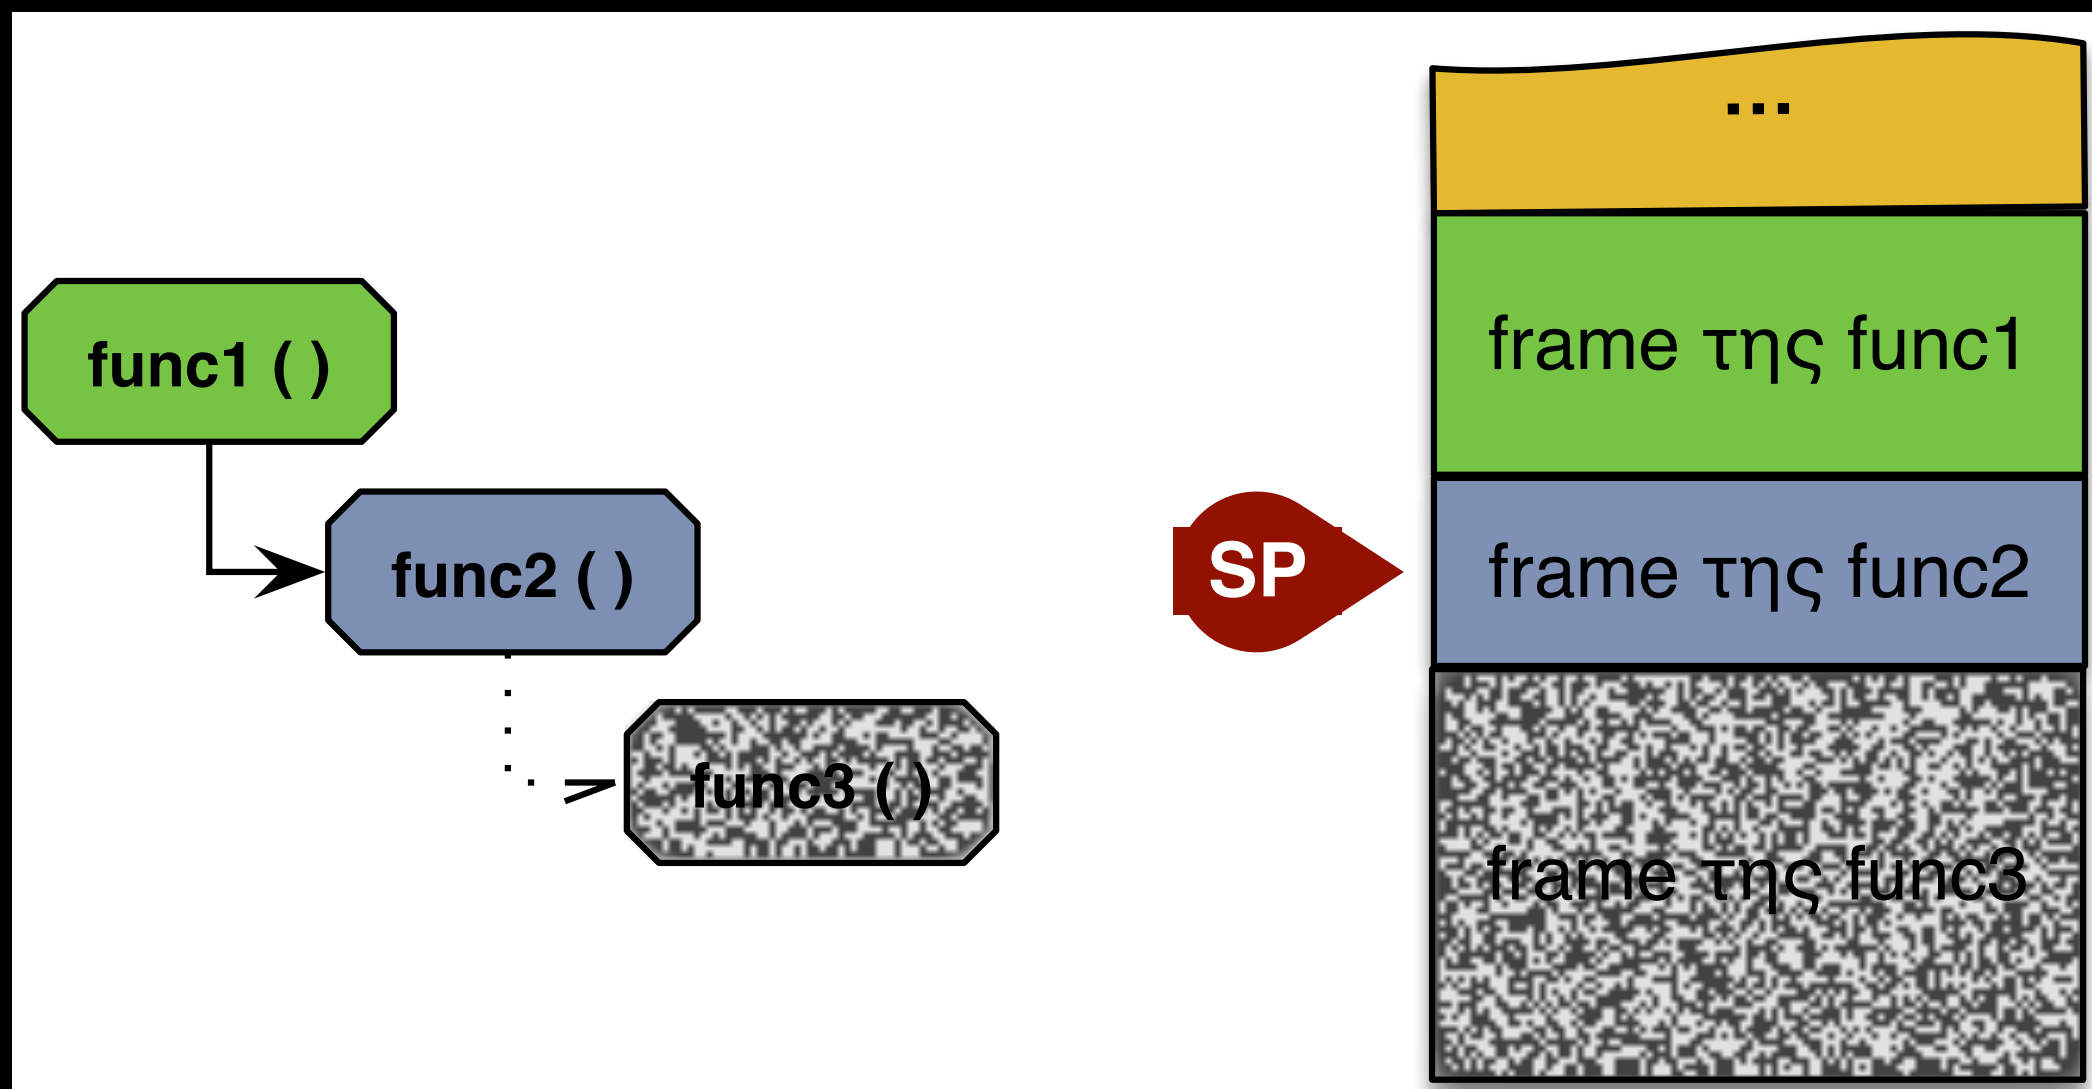 ...
func1 ( )
frame της func1
func2 ( )
SP
frame της func2
func3 ( )
frame της func3